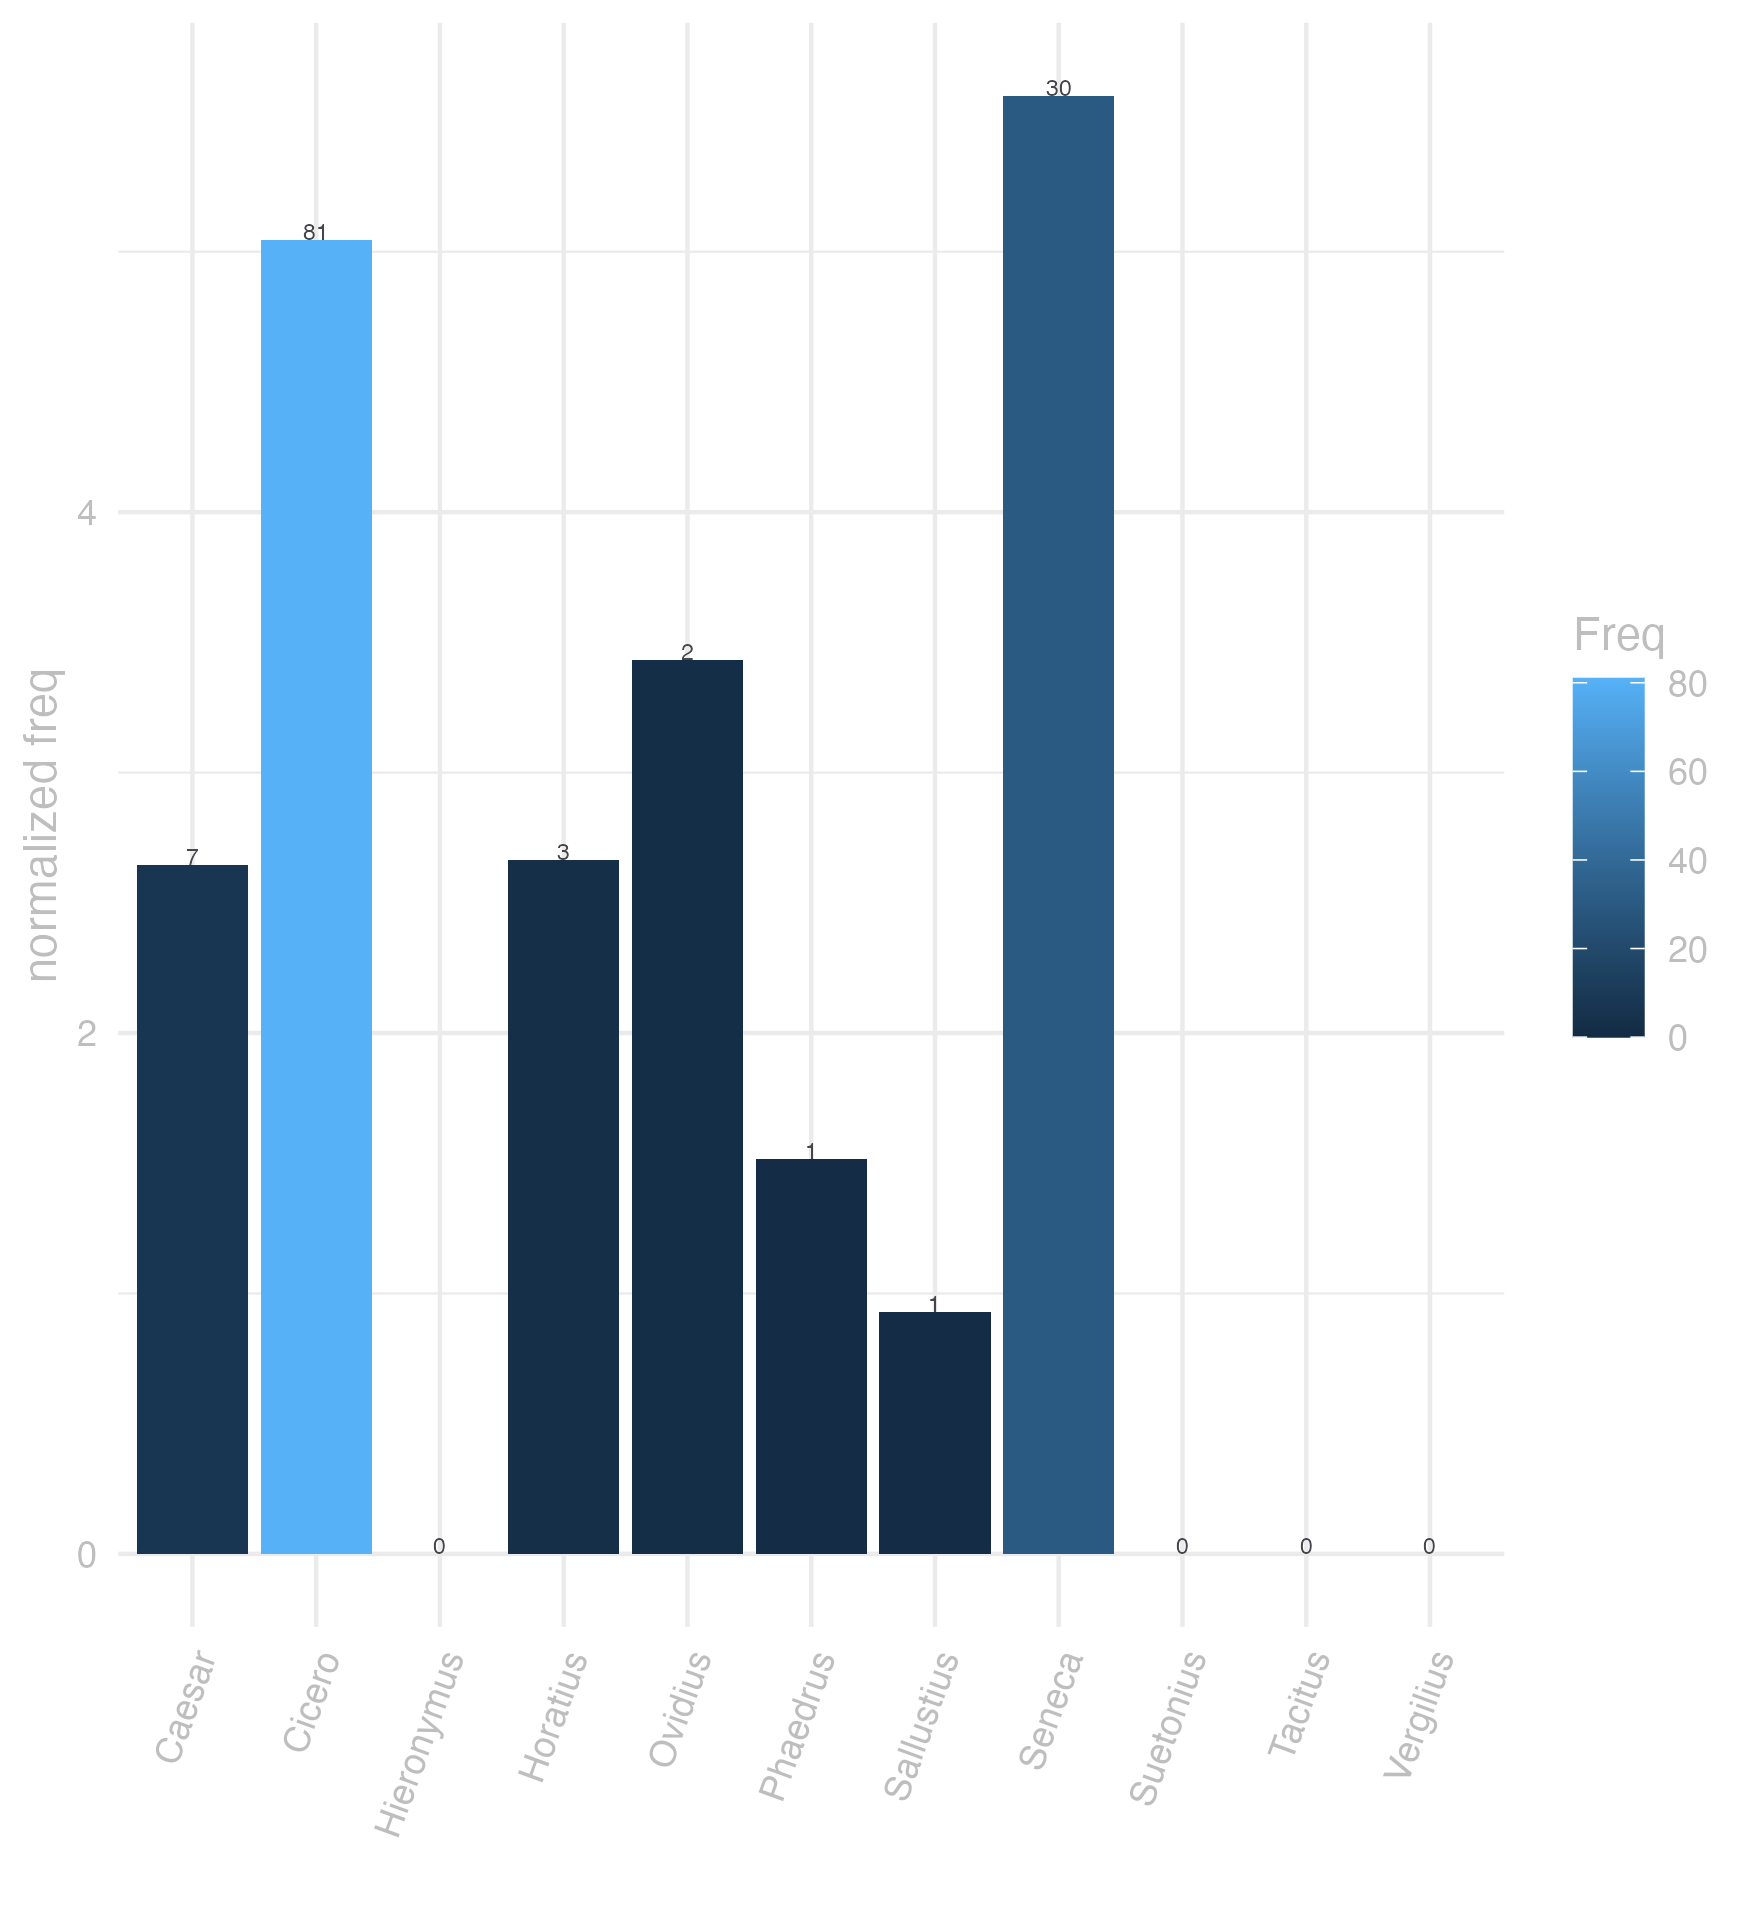 30
81
4
2
7
3
2
1
1
0
0
0
0
0
normalized freq
Freq
80
60
40
20
0
Caesar
Cicero
Hieronymus
Horatius
Ovidius
Phaedrus
Sallustius
Seneca
Suetonius
Tacitus
Vergilius